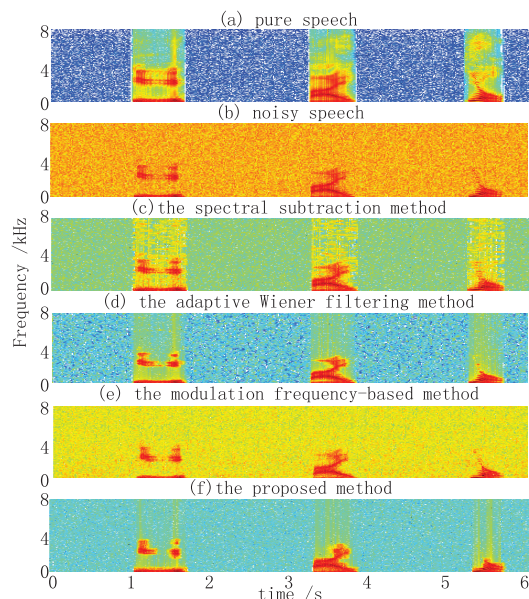 (a) pure speech
8
4
0
(b) noisy speech
8
4
0
(c)the spectral subtraction method
8
4
0
(d) the adaptive Wiener filtering method
8
4
0
(e) the modulation frequency-based method
8
4
0
(f)the proposed method
8
4
0
Frequency /kHz
0 1 2 3 4 5 6
time /s